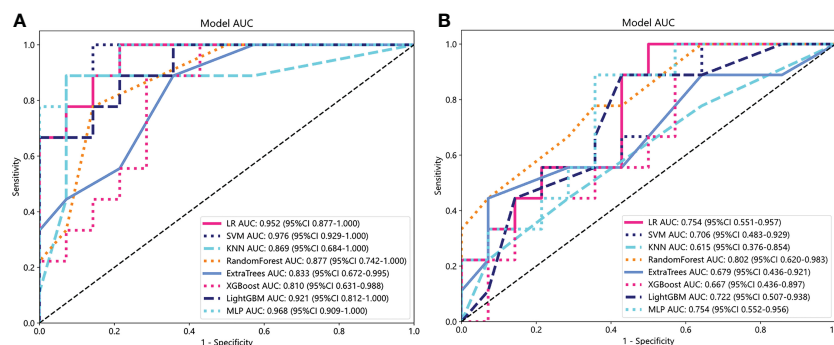 A
Model AUC
1.0
0.8
0.6
0.4
0.2
0.0
Sensitivity
0.2
0.4
0.6
0.8
1.0
1 - Specificity
LR AUC: 0.952 (95%CI 0.877-1.000)
SVM AUC: 0.976 (95%CI 0.929-1.000)
KNN AUC: 0.869 (95%CI 0.684-1.000)
RandomForest AUC: 0.877 (95%CI 0.742-1.000)
ExtraTrees AUC: 0.833 (95%CI 0.672-0.995)
XGBoost AUC: 0.810 (95%CI 0.631-0.988)
LightGBM AUC: 0.921 (95%CI 0.812-1.000)
MLP AUC: 0.968 (95%CI 0.909-1.000)
B
Model AUC
1.0
0.8
0.6
0.4
0.2
0.0
Sensitivity
0.0
0.2
0.4
0.6
0.8
1.0
1 - Specificity
LR AUC: 0.754 (95%CI 0.551-0.957)
SVM AUC: 0.706 (95%CI 0.483-0.929)
KNN AUC: 0.615 (95%CI 0.376-0.854)
RandomForest AUC: 0.802 (95%CI 0.620-0.983)
ExtraTrees AUC: 0.679 (95%CI 0.436-0.921)
XGBoost AUC: 0.667 (95%CI 0.436-0.897)
LightGBM AUC: 0.722 (95%CI 0.507-0.938)
MLP AUC: 0.754 (95%CI 0.552-0.956)